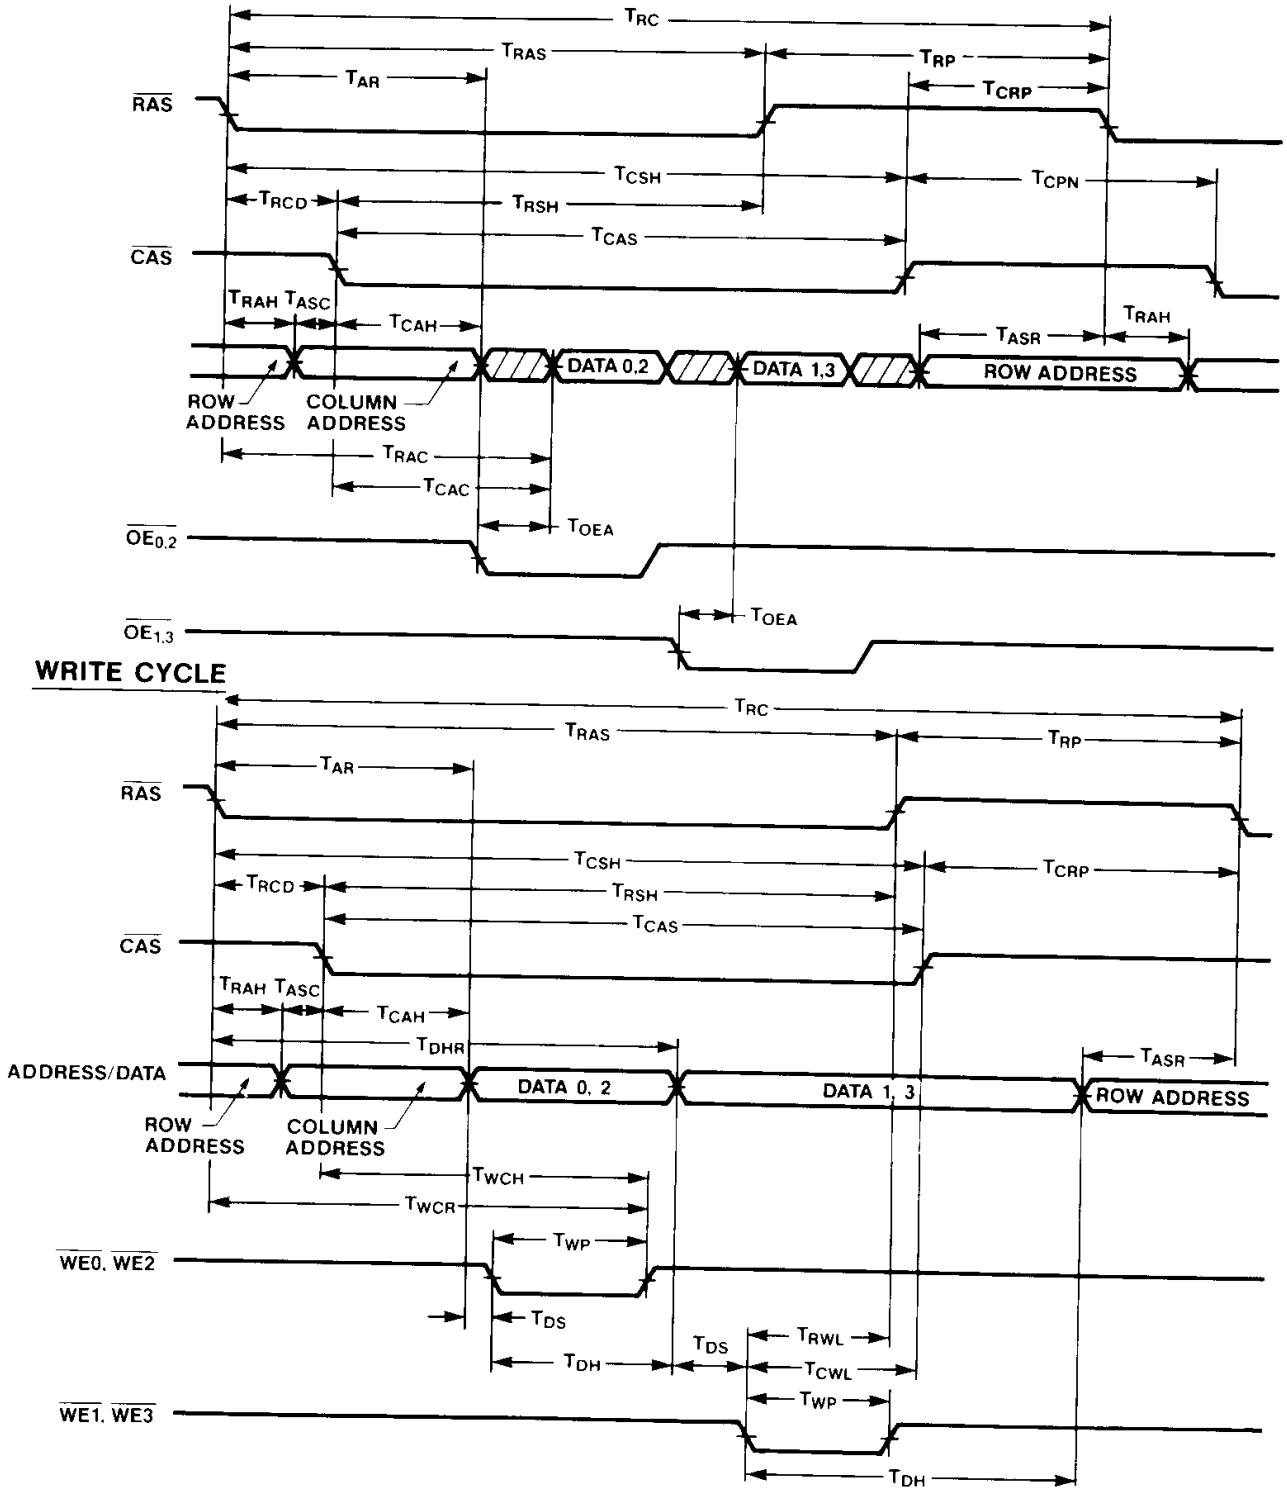 TRC
TRAS
TRP
TAR
TCRP
RAS
TCSH
TCPN
TRCD
TRSH
TCAS
CAS
TRAH TASC
TCAH
TASR
TRAH
DATA 0,2
DATA 1,3
ROW ADDRESS
ROW ADDRESS
COLUMN ADDRESS
TRAC
TCAC
TOEA
OE0,2
TOEA
OE1,3
WRITE CYCLE
TRC
TRAS
TRP
TAR
RAS
TCSH
TCRP
TRCD
TRSH
TCAS
CAS
TRAH TASC
TCAH
TDHR
TASR
ADDRESS/DATA
DATA 0, 2
DATA 1, 3
ROW ADDRESS
ROW ADDRESS
COLUMN ADDRESS
TWCH
TWCR
TWP
WE0, WE2
TDS
TRWL
TDS
TDH
TCWL
TWP
WE1, WE3
TDH